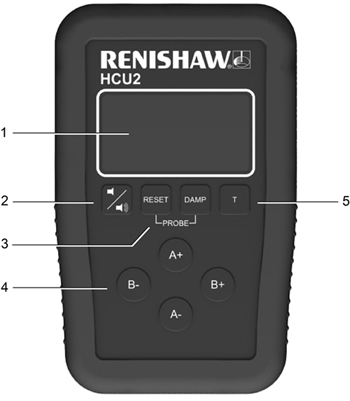 RENISHAW
HCU2
1
2
RESET
DAMP
T
5
PROBE
3
A+
4
B-
B+
A-